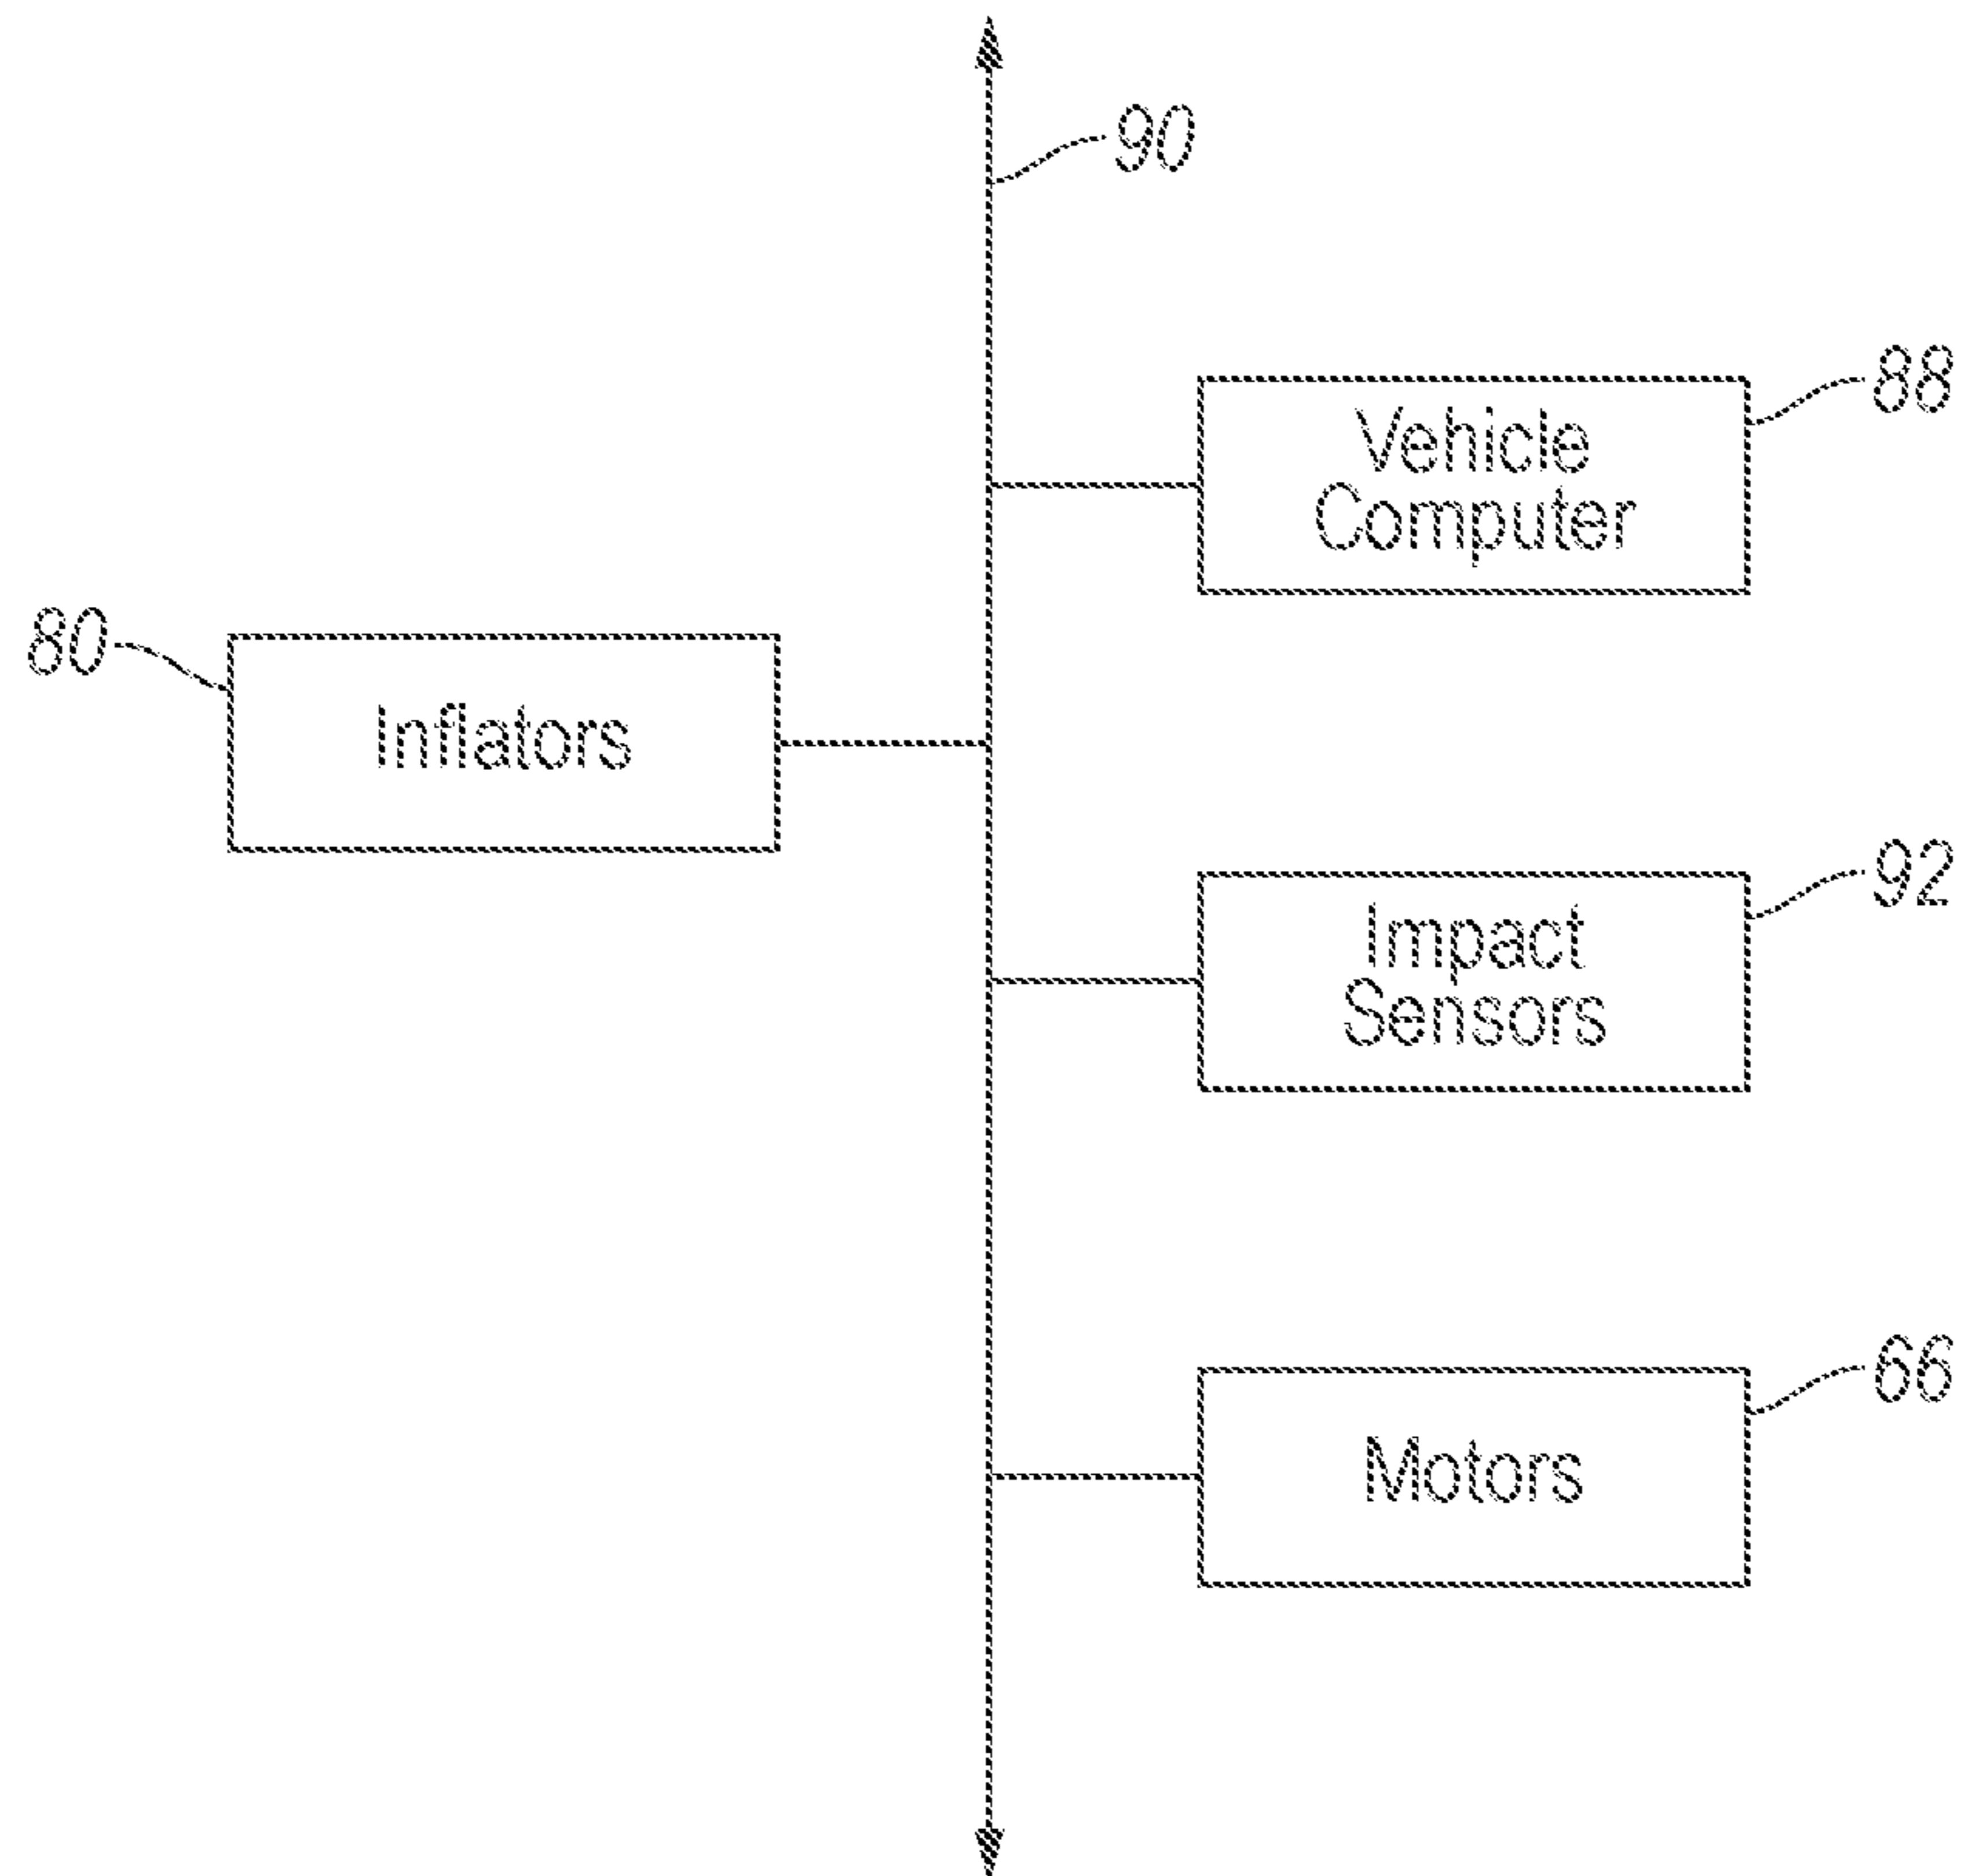 90
88
Vehicle
Computer
80
Inflators
92
Impact
Sensors
66
Motors